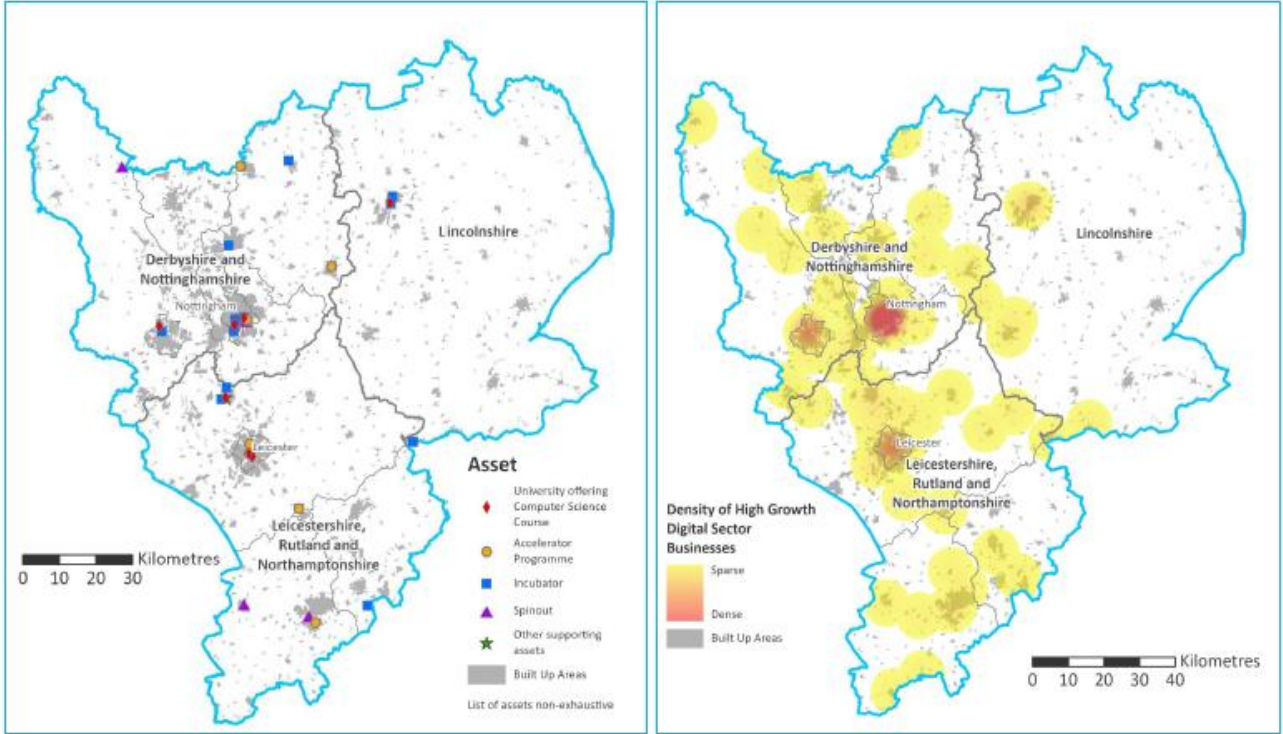 Lincolnshire
Derbyshire and
Nottinghamshire
Nottingham
Leicester
Leicestershire,
Rutland and
Northamptonshire
Kilometres
0 10 20 30
Asset
University offering
Computer Science
Course
Accelerator
Programme
Incubator
Spinout
Other supporting
assets
Built Up Areas
List of assets non-exhaustive
Lincolnshire
Derbyshire and
Nottinghamshire
Nottingham
Leicester
Leicestershire,
Rutland and
Northamptonshire
Density of High Growth
Digital Sector
Businesses
Sparse
Dense
Built Up Areas
Kilometres
0 10 20 30 40